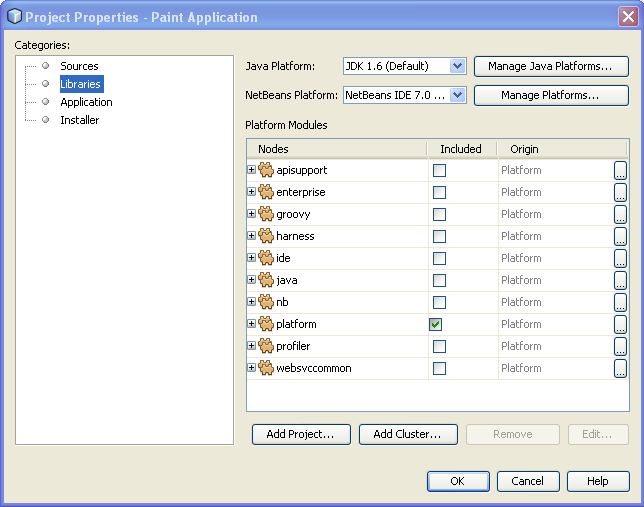 Project Properties - Paint Application
Categories:
Sources
Libraries
Application
Installer
Java Platform: JDK 1.6 (Default) Manage Java Platforms...
NetBeans Platform: NetBeans IDE 7.0 ... Manage Platforms...
Platform Modules
Nodes Included Origin
apisupport Platform ...
enterprise Platform ...
groovy Platform ...
harness Platform ...
ide Platform ...
java Platform ...
nb Platform ...
platform Platform ...
profiler Platform ...
websvccommon Platform ...
Add Project... Add Cluster... Remove Edit...
OK Cancel Help